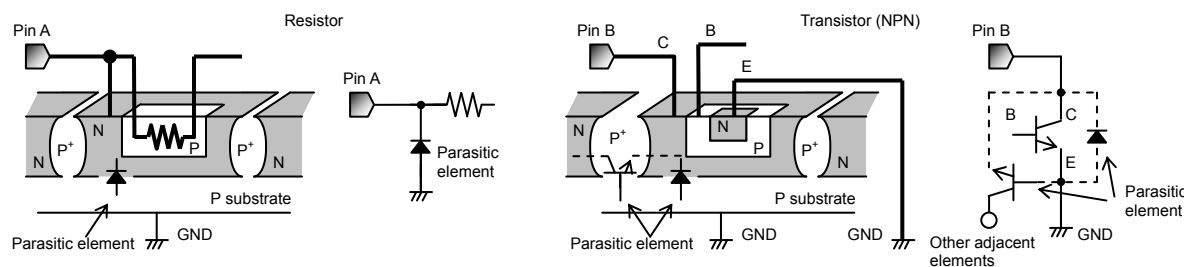 Resistor
Pin A
N
P+
N
P
P+
N
P substrate
Parasitic element
GND
Pin A
Parasitic
element
Transistor (NPN)
Pin B
C
B
E
N
P+
N
P
P+
N
N
P substrate
Parasitic element
GND
GND
Pin B
B
C
E
Parasitic
element
GND
Other adjacent
elements